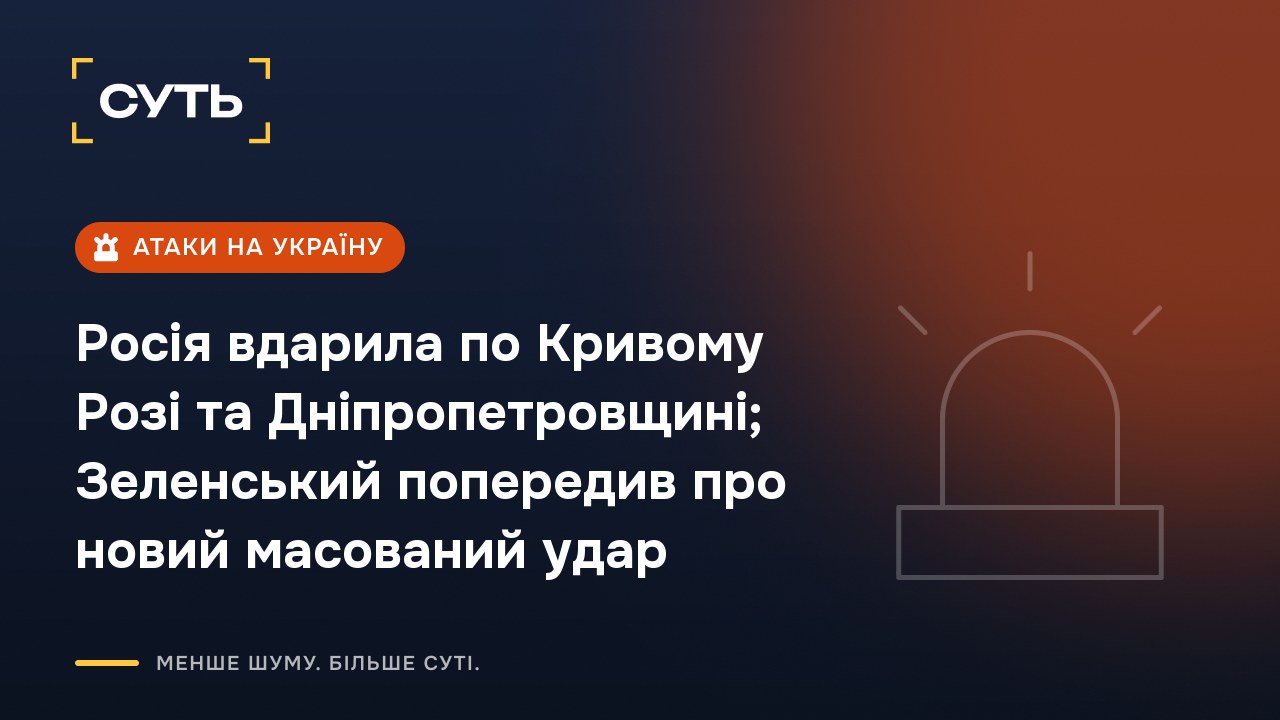 СУТЬ
АТАКИ НА УКРАЇНУ
Росія вдарила по Кривому
Розі та Дніпропетровщині;
Зеленський попередив про
новий масований удар
МЕНШЕ ШУМУ. БІЛЬШЕ СУТІ.